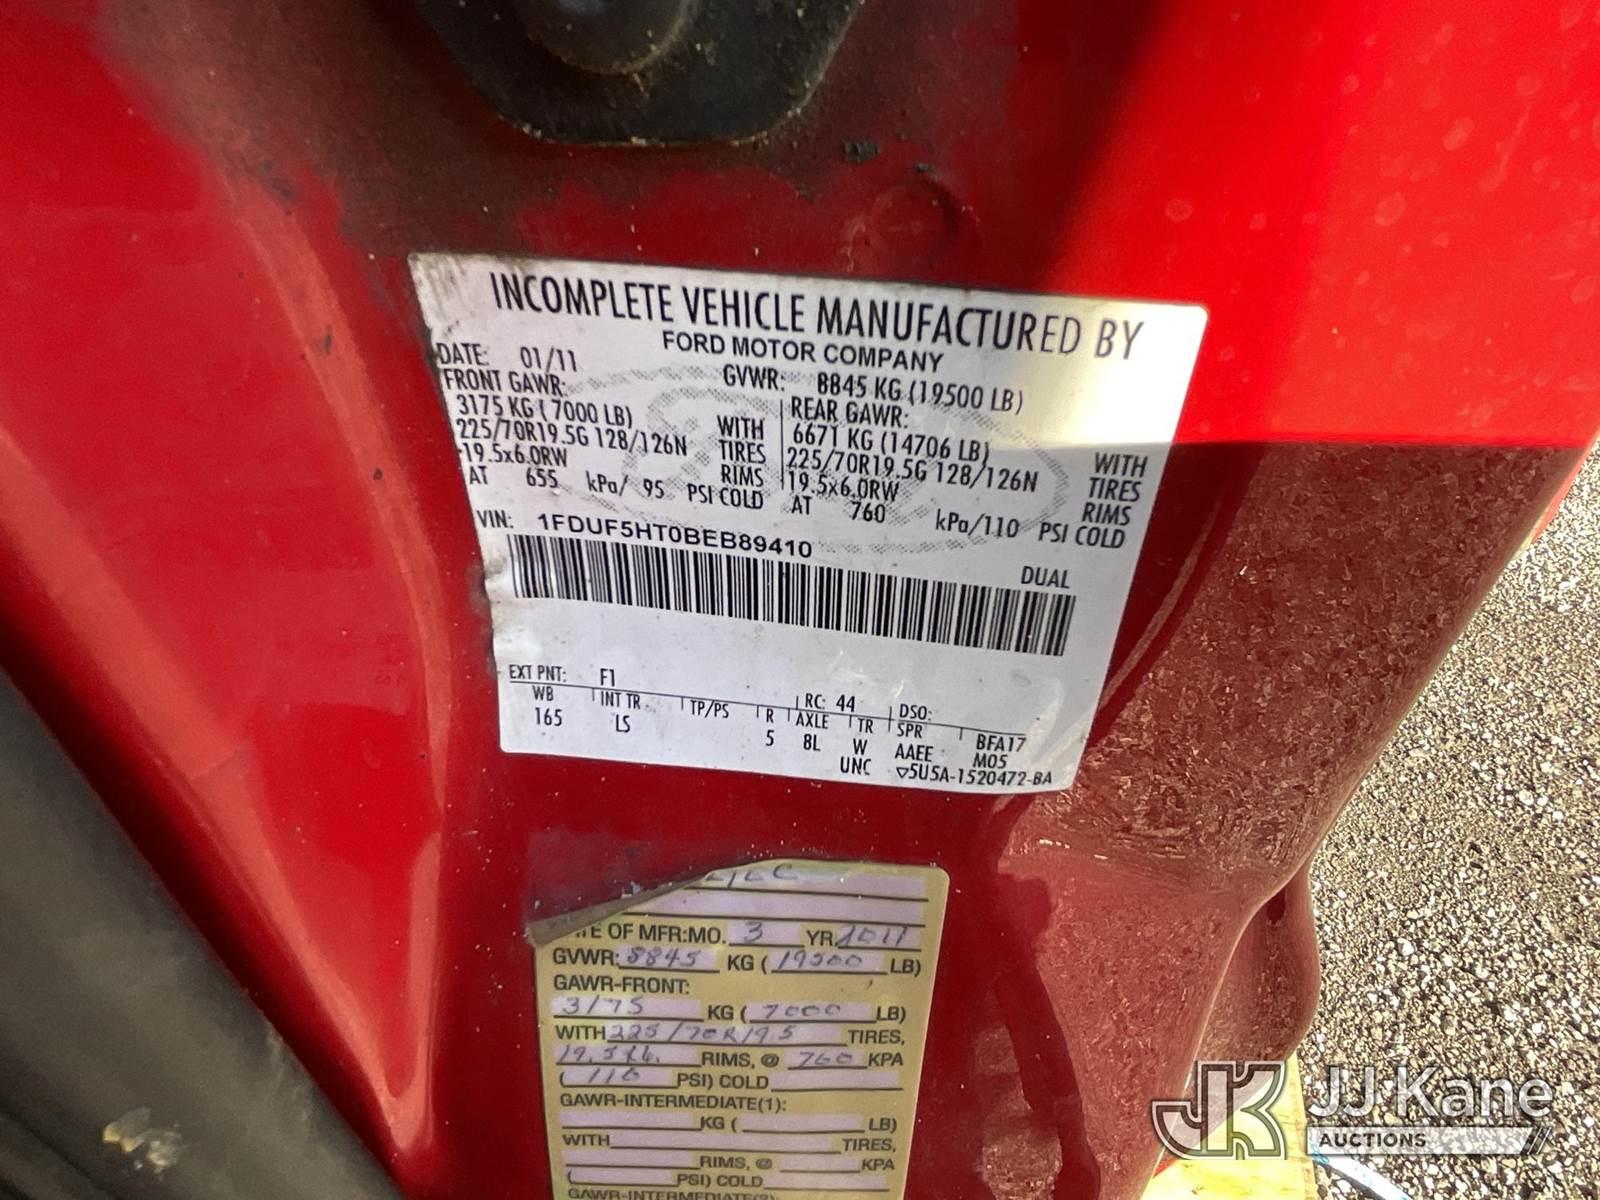 INCOMPLETE VEHICLE MANUFACTURED BY
FORD MOTOR COMPANY
DATE: 01/11 GVWR: 8845 KG (19500 LB)
FRONT GAWR: REAR GAWR:
3175 KG (7000 LB) WITH 6671 KG (14706 LB) WITH
225/70R19.5G 128/126N TIRES 225/70R19.5G 128/126N TIRES
19.5x6.0RW RIMS 19.5x6.0RW RIMS
AT 655 kPa/ 95 PSI COLD AT 760 kPa/110 PSI COLD
VIN: 1FDUF5HT0BEB89410
DUAL
EXT PNT: F1 RC: 44 DSO:
WB INT TR TP/PS R AXLE TR SPR BFA17
165 LS 5 8L W AAEE M05
UNC ▽5U5A-1520472-BA
OF MFR:MO. 3 YR. 2011
GVWR: 8845 KG ( 19500 LB)
GAWR-FRONT:
3175 KG ( 7000 LB)
WITH 225/70R19.5 TIRES,
19.5x6. RIMS, @ 760 KPA
( 110 PSI) COLD
GAWR-INTERMEDIATE(1):
KG ( LB)
WITH TIRES,
RIMS, @ KPA
( PSI) COLD
GAWR-INTERMEDIATE(2):
JK JJ Kane
AUCTIONS